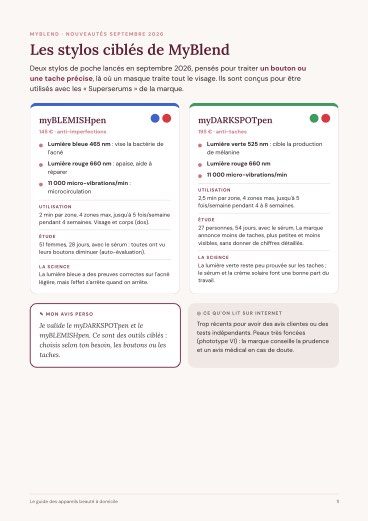 MYBLEND · NOUVEAUTÉS SEPTEMBRE 2026
Les stylos ciblés de MyBlend
Deux stylos de poche lancés en septembre 2026, pensés pour traiter un bouton ou
une tache précise, là où un masque traite tout le visage. Ils sont conçus pour être
utilisés avec les « Superserums » de la marque.
myBLEMISHpen
145 € · anti-imperfections
Lumière bleue 465 nm : vise la bactérie de
l'acné
Lumière rouge 660 nm : apaise, aide à
réparer
11 000 micro-vibrations/min :
microcirculation
UTILISATION
2 min par zone, 4 zones max, jusqu'à 5 fois/semaine
pendant 4 semaines. Visage et corps (dos).
ÉTUDE
51 femmes, 28 jours, avec le sérum : toutes ont vu
leurs boutons diminuer (auto-évaluation).
LA SCIENCE
La lumière bleue a des preuves correctes sur l'acné
légère, mais l'effet s'arrête quand on arrête.
myDARKSPOTpen
195 € · anti-taches
Lumière verte 525 nm : cible la production
de mélanine
Lumière rouge 660 nm
11 000 micro-vibrations/min
UTILISATION
2,5 min par zone, 4 zones max, jusqu'à 5
fois/semaine pendant 4 à 8 semaines.
ÉTUDE
27 personnes, 54 jours, avec le sérum. La marque
annonce moins de taches, plus petites et moins
visibles, sans donner de chiffres détaillés.
LA SCIENCE
La lumière verte reste peu prouvée sur les taches ;
le sérum et la crème solaire font une bonne part du
travail.
MON AVIS PERSO
Je valide le myDARKSPOTpen et le
myBLEMISHpen. Ce sont des outils ciblés :
choisis selon ton besoin, les boutons ou les
taches.
CE QU'ON LIT SUR INTERNET
Trop récents pour avoir des avis clientes ou des
tests indépendants. Peaux très foncées
(phototype VI) : la marque conseille la prudence
et un avis médical en cas de doute.
Le guide des appareils beauté à domicile